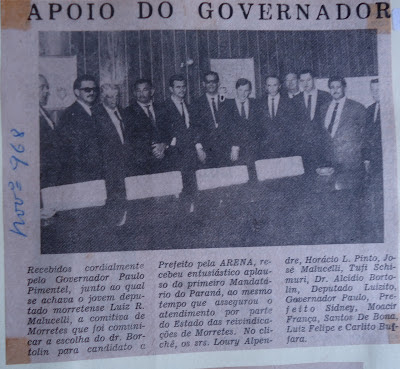 APOIO DO GOVERNADOR
Novº 968
Recebidos cordialmente
pelo Governador Paulo
Pimentel, junto ao qual
se achava o jovem depu-
tado morretense Luiz R.
Malucelli, a comitiva de
Morretes que foi comuni-
car a escolha do dr. Bor-
tolin para candidato a
Prefeito pela ARENA, re-
cebeu entusiástico aplauso
do primeiro Mandatá-
rio do Paraná, ao mesmo
tempo que assegurou o
atendimento por parte
do Estado das reivindica-
ções de Morretes. No cli-
chê, os srs. Loury Alpen-
dre, Horácio L. Pinto, Jo-
sé Malucelli, Tufi Schi-
muri, Dr. Alcidio Borto-
lin, Deputado Luizito,
Governador Paulo, Pre-
feito Sidney, Moacir
França, Santos De Bona,
Luiz Felipe e Carlito Buf-
fara.